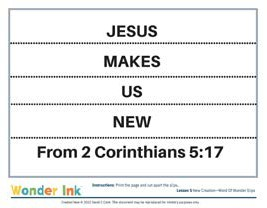 JESUS
MAKES
US
NEW
From 2 Corinthians 5:17
Wonder Ink
Instructions: Print the page and cut apart the slips.
Lesson 5 New Creation—Word Of Wonder Slips